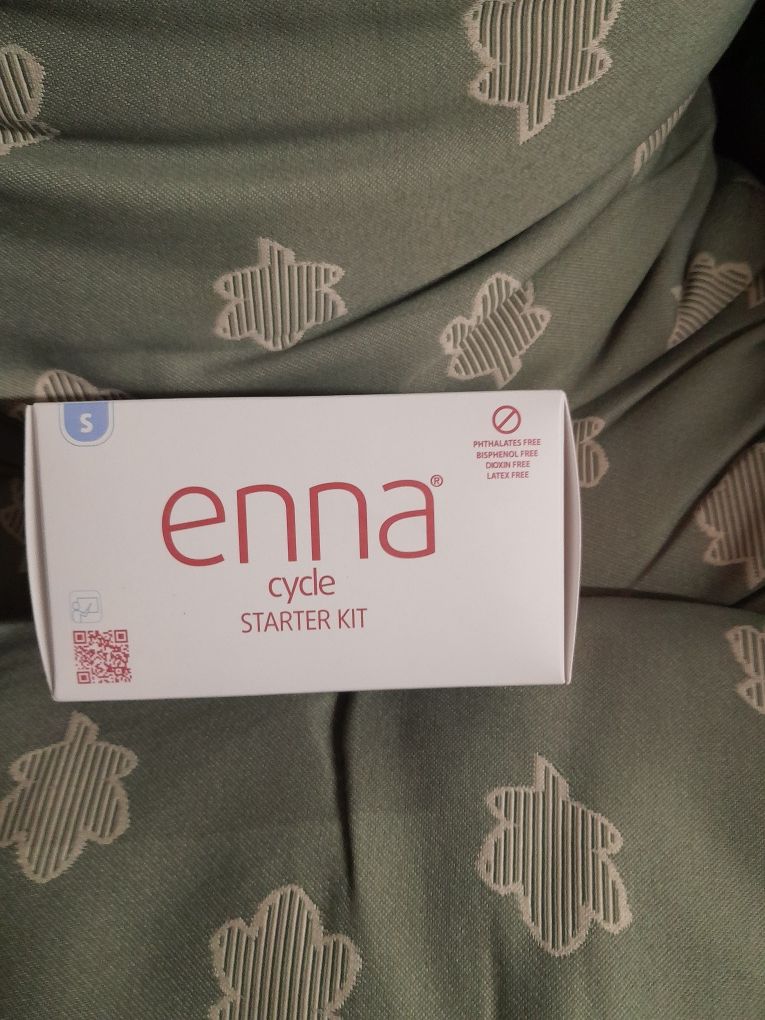 S
PHTHALATES FREE
BISPHENOL FREE
DIOXIN FREE
LATEX FREE
enna®
cycle
STARTER KIT